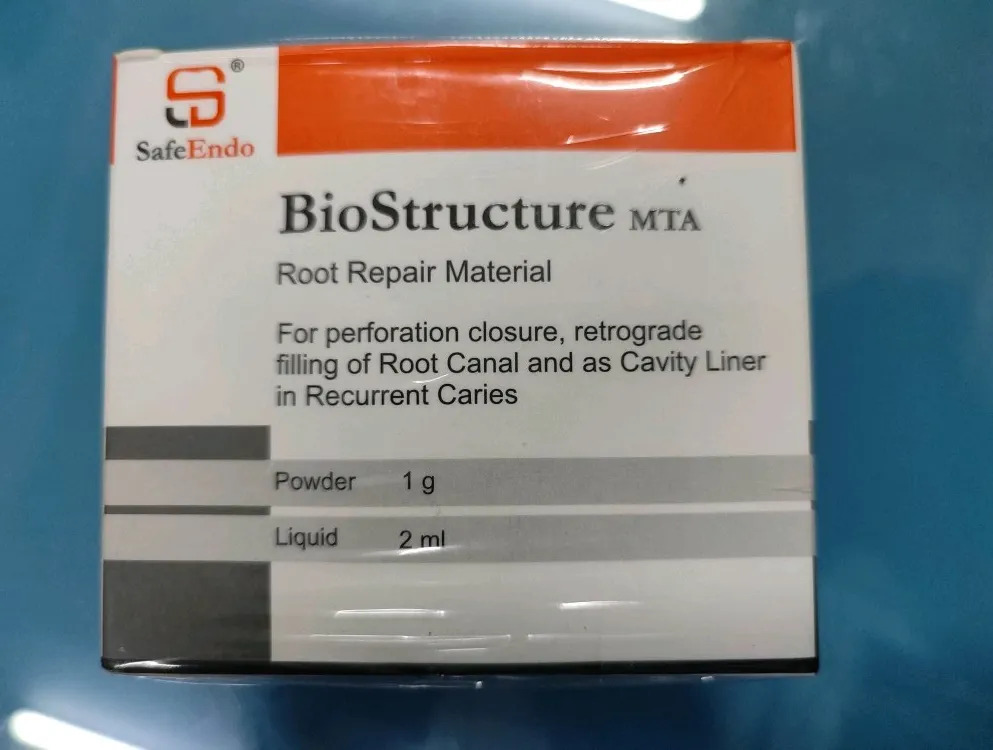 ®
SafeEndo
BioStructure MTA
Root Repair Material
For perforation closure, retrograde
filling of Root Canal and as Cavity Liner
in Recurrent Caries
Powder 1 g
Liquid 2 ml